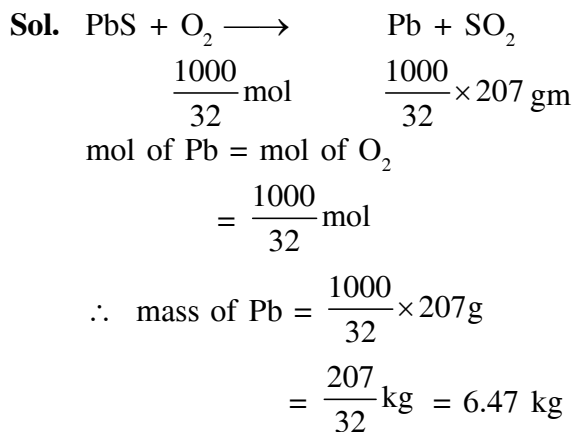 Sol. PbS + O₂ ⟶ Pb + SO₂
1000/32 mol 1000/32 × 207 gm
mol of Pb = mol of O₂
= 1000/32 mol
∴ mass of Pb = 1000/32 × 207g
= 207/32 kg = 6.47 kg